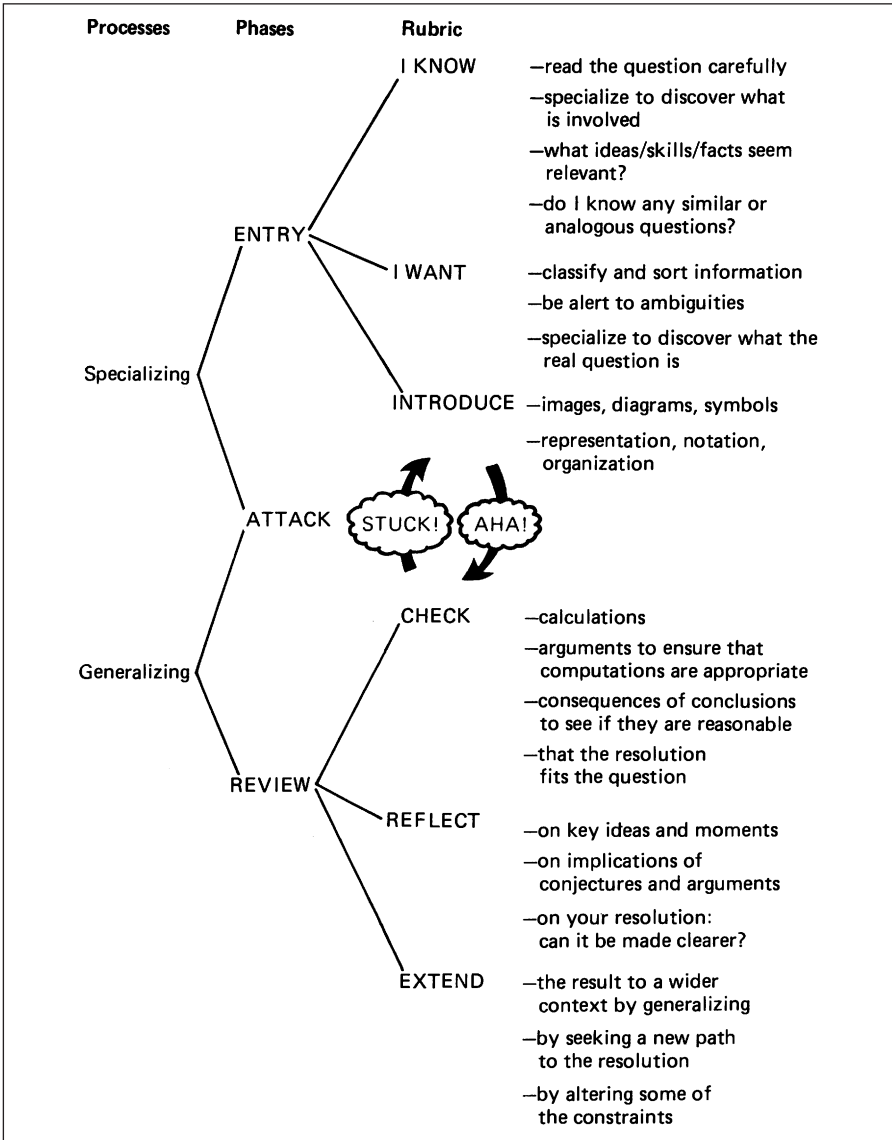 Processes Phases Rubric
I KNOW –read the question carefully
–specialize to discover what
is involved
–what ideas/skills/facts seem
relevant?
–do I know any similar or
analogous questions?
ENTRY
I WANT –classify and sort information
–be alert to ambiguities
–specialize to discover what the
real question is
Specializing
INTRODUCE –images, diagrams, symbols
–representation, notation,
organization
ATTACK STUCK! AHA!
CHECK –calculations
–arguments to ensure that
computations are appropriate
Generalizing
–consequences of conclusions
to see if they are reasonable
–that the resolution
fits the question
REVIEW
REFLECT –on key ideas and moments
–on implications of
conjectures and arguments
–on your resolution:
can it be made clearer?
EXTEND –the result to a wider
context by generalizing
–by seeking a new path
to the resolution
–by altering some of
the constraints